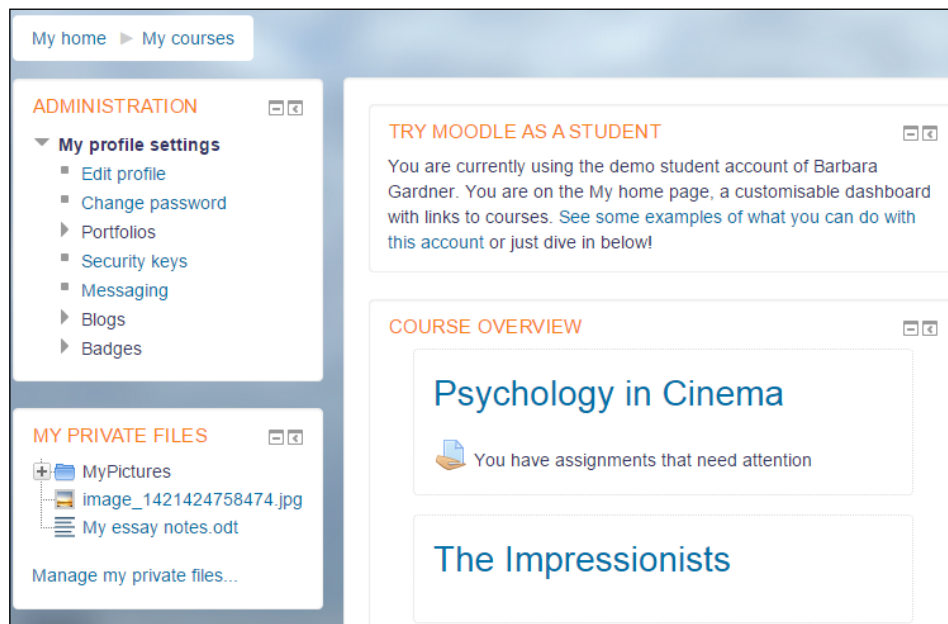 My home My courses
ADMINISTRATION
My profile settings
Edit profile
Change password
Portfolios
Security keys
Messaging
Blogs
Badges
MY PRIVATE FILES
MyPictures
image_1421424758474.jpg
My essay notes.odt
Manage my private files...
TRY MOODLE AS A STUDENT
You are currently using the demo student account of Barbara
Gardner. You are on the My home page, a customisable dashboard
with links to courses. See some examples of what you can do with
this account or just dive in below!
COURSE OVERVIEW
Psychology in Cinema
You have assignments that need attention
The Impressionists